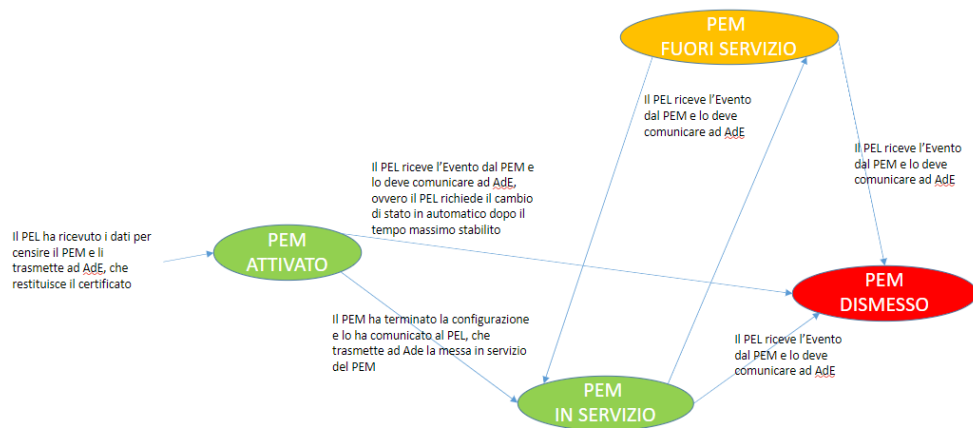 PEM
FUORI SERVIZIO
Il PEL riceve l'Evento
dal PEM e lo deve
comunicare ad AdE
Il PEL riceve l'Evento
dal PEM e lo deve
comunicare ad AdE
Il PEL riceve l'Evento dal PEM e
lo deve comunicare ad AdE,
ovvero il PEL richiede il cambio
di stato in automatico dopo il
tempo massimo stabilito
Il PEL ha ricevuto i dati per
censire il PEM e li
trasmette ad AdE, che
restituisce il certificato
PEM
ATTIVATO
PEM
DISMESSO
Il PEM ha terminato la configurazione
e lo ha comunicato al PEL, che
trasmette ad Ade la messa in servizio
del PEM
Il PEL riceve l'Evento
dal PEM e lo deve
comunicare ad AdE
PEM
IN SERVIZIO